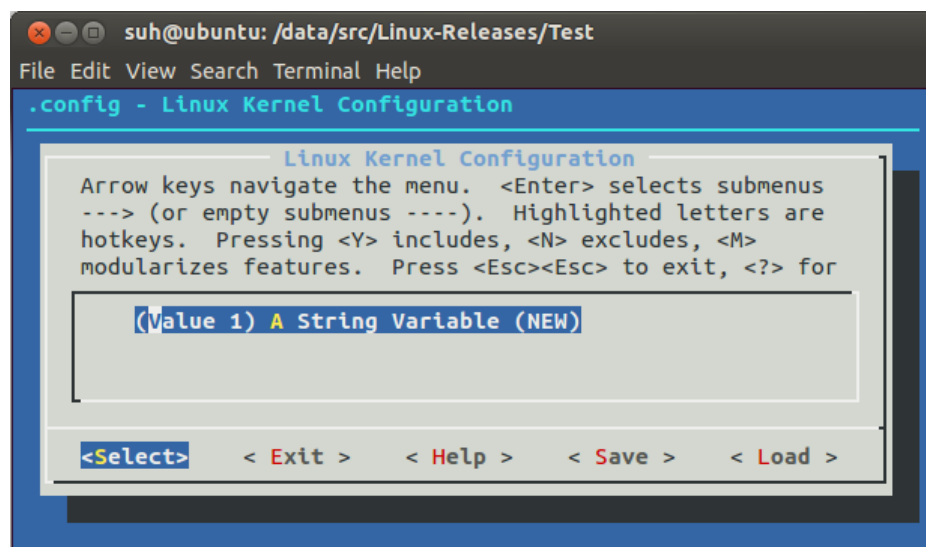 suh@ubuntu: /data/src/Linux-Releases/Test
File Edit View Search Terminal Help
.config - Linux Kernel Configuration
Linux Kernel Configuration
Arrow keys navigate the menu.  <Enter> selects submenus
---> (or empty submenus ----).  Highlighted letters are
hotkeys.  Pressing <Y> includes, <N> excludes, <M>
modularizes features.  Press <Esc><Esc> to exit, <?> for
(Value 1) A String Variable (NEW)
<Select>    < Exit >    < Help >    < Save >    < Load >